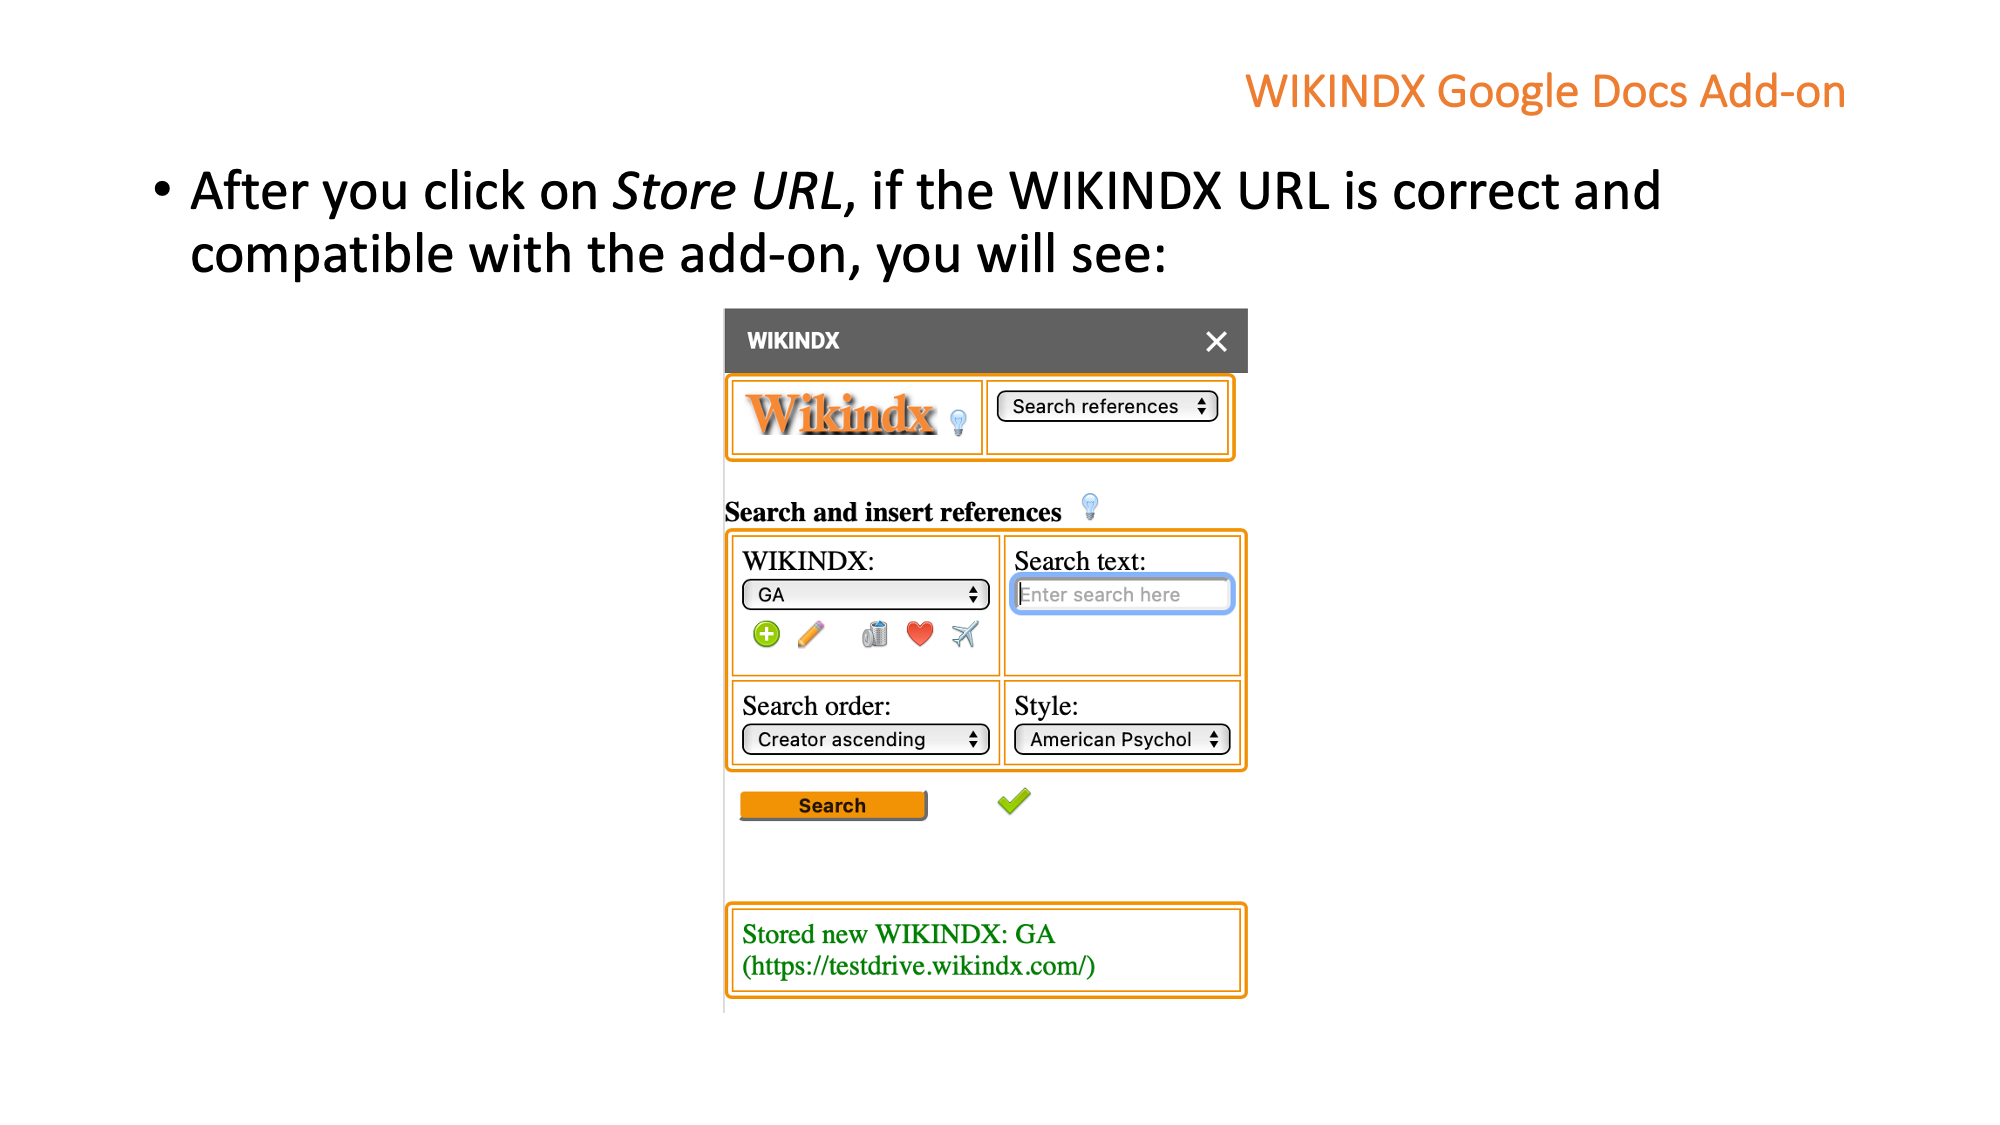 WIKINDX Google Docs Add-on
• After you click on Store URL, if the WIKINDX URL is correct and
compatible with the add-on, you will see:
WIKINDX
Wikindx
Search references
Search and insert references
WIKINDX:
GA
Search text:
Enter search here
Search order:
Creator ascending
Style:
American Psychol
Search
Stored new WIKINDX: GA
(https://testdrive.wikindx.com/)